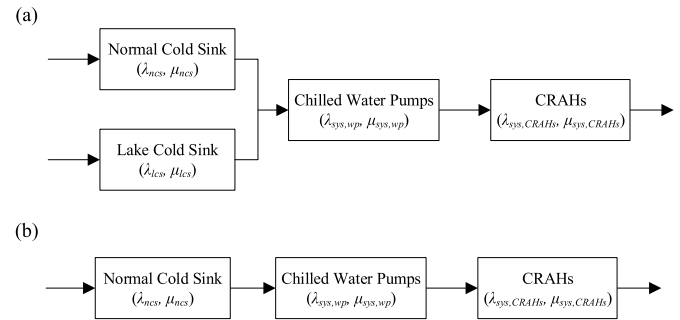 (a)
Normal Cold Sink
(λncs, μncs)
Chilled Water Pumps
(λsys,wp, μsys,wp)
CRAHs
(λsys,CRAHs, μsys,CRAHs)
Lake Cold Sink
(λlcs, μlcs)
(b)
Normal Cold Sink
(λncs, μncs)
Chilled Water Pumps
(λsys,wp, μsys,wp)
CRAHs
(λsys,CRAHs, μsys,CRAHs)